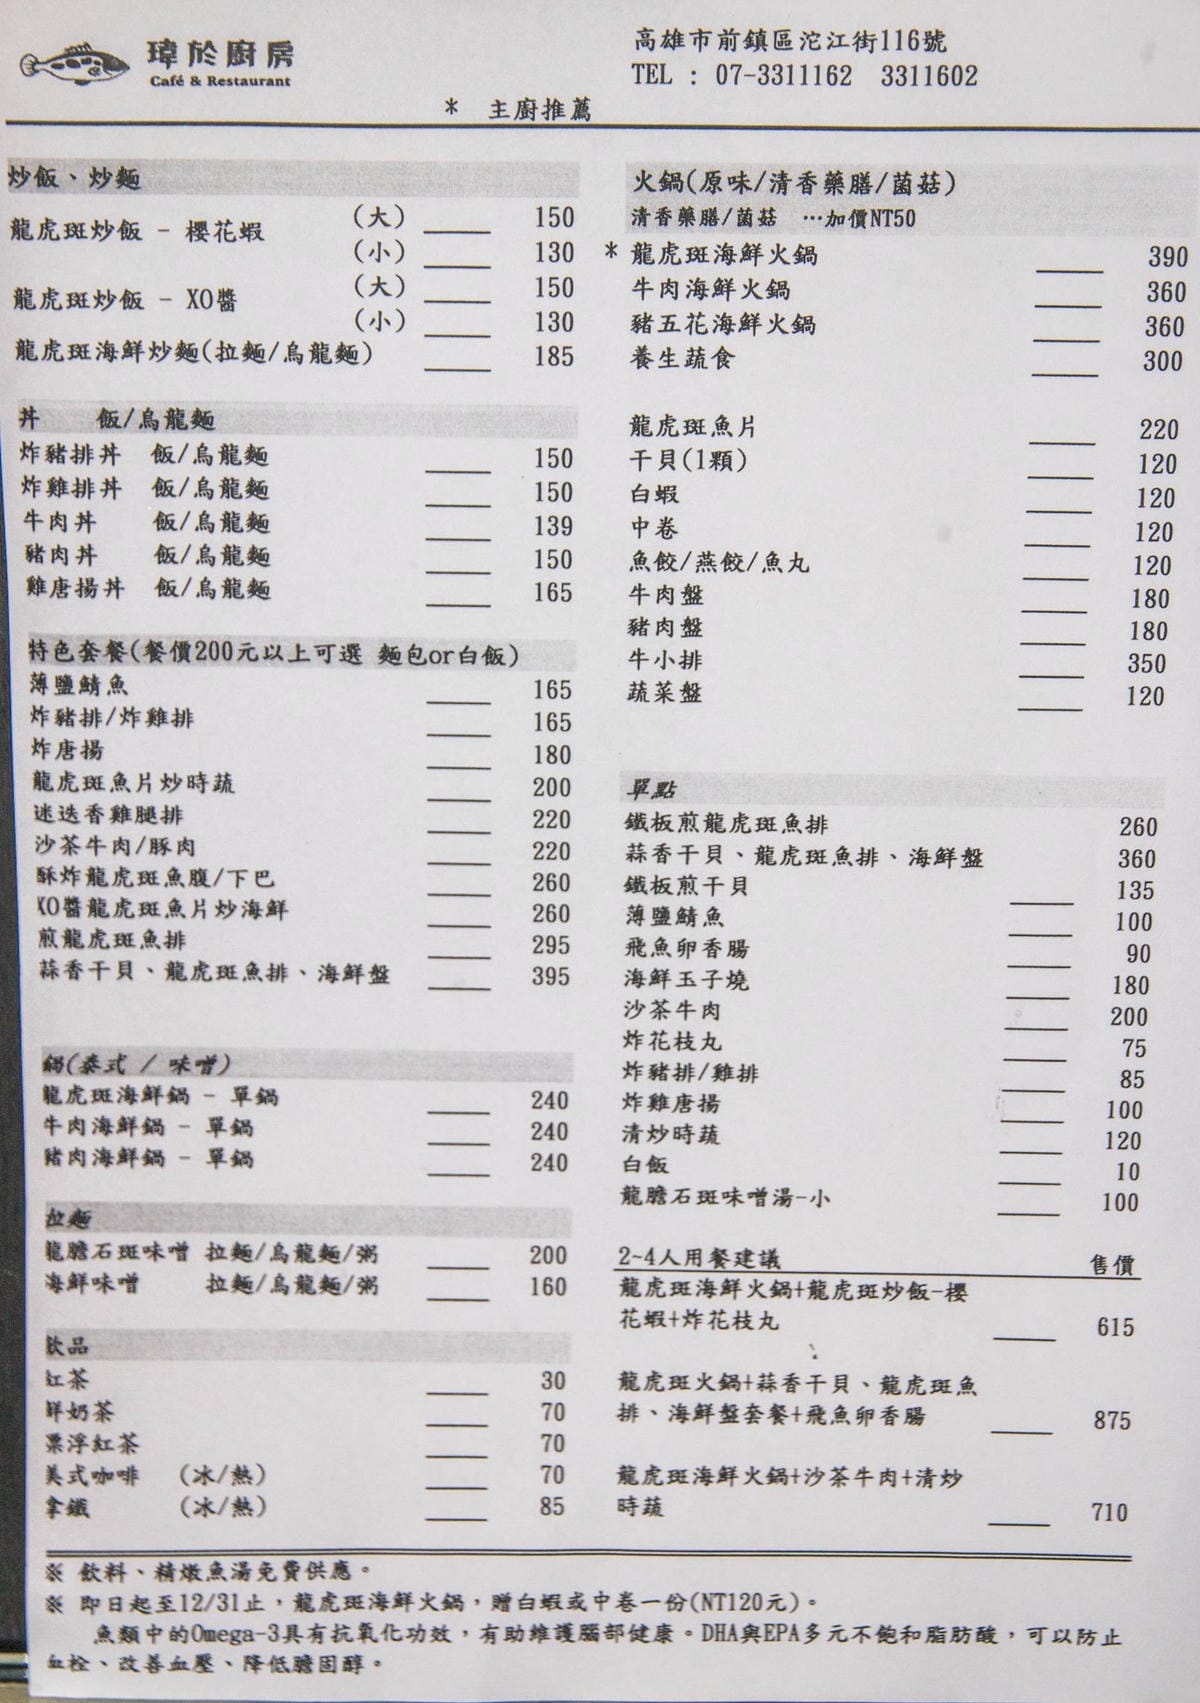 瑋於廚房
Café & Restaurant
高雄市前鎮區沱江街116號
TEL : 07-3311162 3311602
* 主廚推薦
炒飯、炒麵
龍虎斑炒飯 - 櫻花蝦 (大) 150
(小) 130
龍虎斑炒飯 - XO醬 (大) 150
(小) 130
龍虎斑海鮮炒麵(拉麵/烏龍麵) 185
丼 飯/烏龍麵
炸豬排丼 飯/烏龍麵 150
炸雞排丼 飯/烏龍麵 150
牛肉丼 飯/烏龍麵 139
豬肉丼 飯/烏龍麵 150
雞唐揚丼 飯/烏龍麵 165
特色套餐(餐價200元以上可選 麵包or白飯)
薄鹽鯖魚 165
炸豬排/炸雞排 165
炸唐揚 180
龍虎斑魚片炒時蔬 200
迷迭香雞腿排 220
沙茶牛肉/豚肉 220
酥炸龍虎斑魚腹/下巴 260
XO醬龍虎斑魚片炒海鮮 260
煎龍虎斑魚排 295
蒜香干貝、龍虎斑魚排、海鮮盤 395
鍋(泰式 / 味噌)
龍虎斑海鮮鍋 - 單鍋 240
牛肉海鮮鍋 - 單鍋 240
豬肉海鮮鍋 - 單鍋 240
拉麵
龍膽石斑味噌 拉麵/烏龍麵/粥 200
海鮮味噌 拉麵/烏龍麵/粥 160
飲品
紅茶 30
鮮奶茶 70
漂浮紅茶 70
美式咖啡 (冰/熱) 70
拿鐵 (冰/熱) 85
火鍋(原味/清香藥膳/菌菇)
清香藥膳/菌菇 …加價NT50
* 龍虎斑海鮮火鍋 390
牛肉海鮮火鍋 360
豬五花海鮮火鍋 360
養生蔬食 300
龍虎斑魚片 220
干貝(1顆) 120
白蝦 120
中卷 120
魚餃/燕餃/魚丸 120
牛肉盤 180
豬肉盤 180
牛小排 350
蔬菜盤 120
單點
鐵板煎龍虎斑魚排 260
蒜香干貝、龍虎斑魚排、海鮮盤 360
鐵板煎干貝 135
薄鹽鯖魚 100
飛魚卵香腸 90
海鮮玉子燒 180
沙茶牛肉 200
炸花枝丸 75
炸豬排/雞排 85
炸雞唐揚 100
清炒時蔬 120
白飯 10
龍膽石斑味噌湯-小 100
2~4人用餐建議 售價
龍虎斑海鮮火鍋+龍虎斑炒飯-櫻
花蝦+炸花枝丸 615
龍虎斑火鍋+蒜香干貝、龍虎斑魚
排、海鮮盤套餐+飛魚卵香腸 875
龍虎斑海鮮火鍋+沙茶牛肉+清炒
時蔬 710
※ 飲料、精燉魚湯免費供應。
※ 即日起至12/31止，龍虎斑海鮮火鍋，贈白蝦或中卷一份(NT120元)。
魚類中的Omega-3具有抗氧化功效，有助維護腦部健康。DHA與EPA多元不飽和脂肪酸，可以防止
血栓、改善血壓、降低膽固醇。